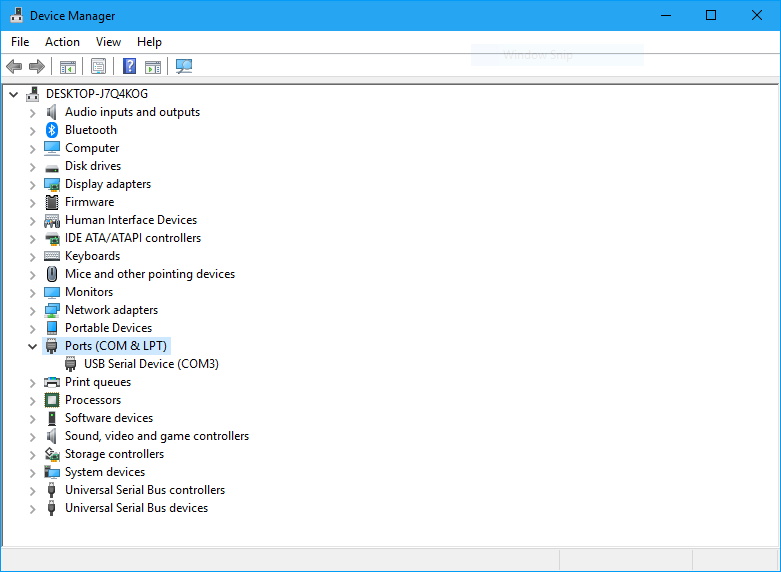 Device Manager
File Action View Help
Window Snip
DESKTOP-J7Q4KOG
Audio inputs and outputs
Bluetooth
Computer
Disk drives
Display adapters
Firmware
Human Interface Devices
IDE ATA/ATAPI controllers
Keyboards
Mice and other pointing devices
Monitors
Network adapters
Portable Devices
Ports (COM & LPT)
USB Serial Device (COM3)
Print queues
Processors
Software devices
Sound, video and game controllers
Storage controllers
System devices
Universal Serial Bus controllers
Universal Serial Bus devices